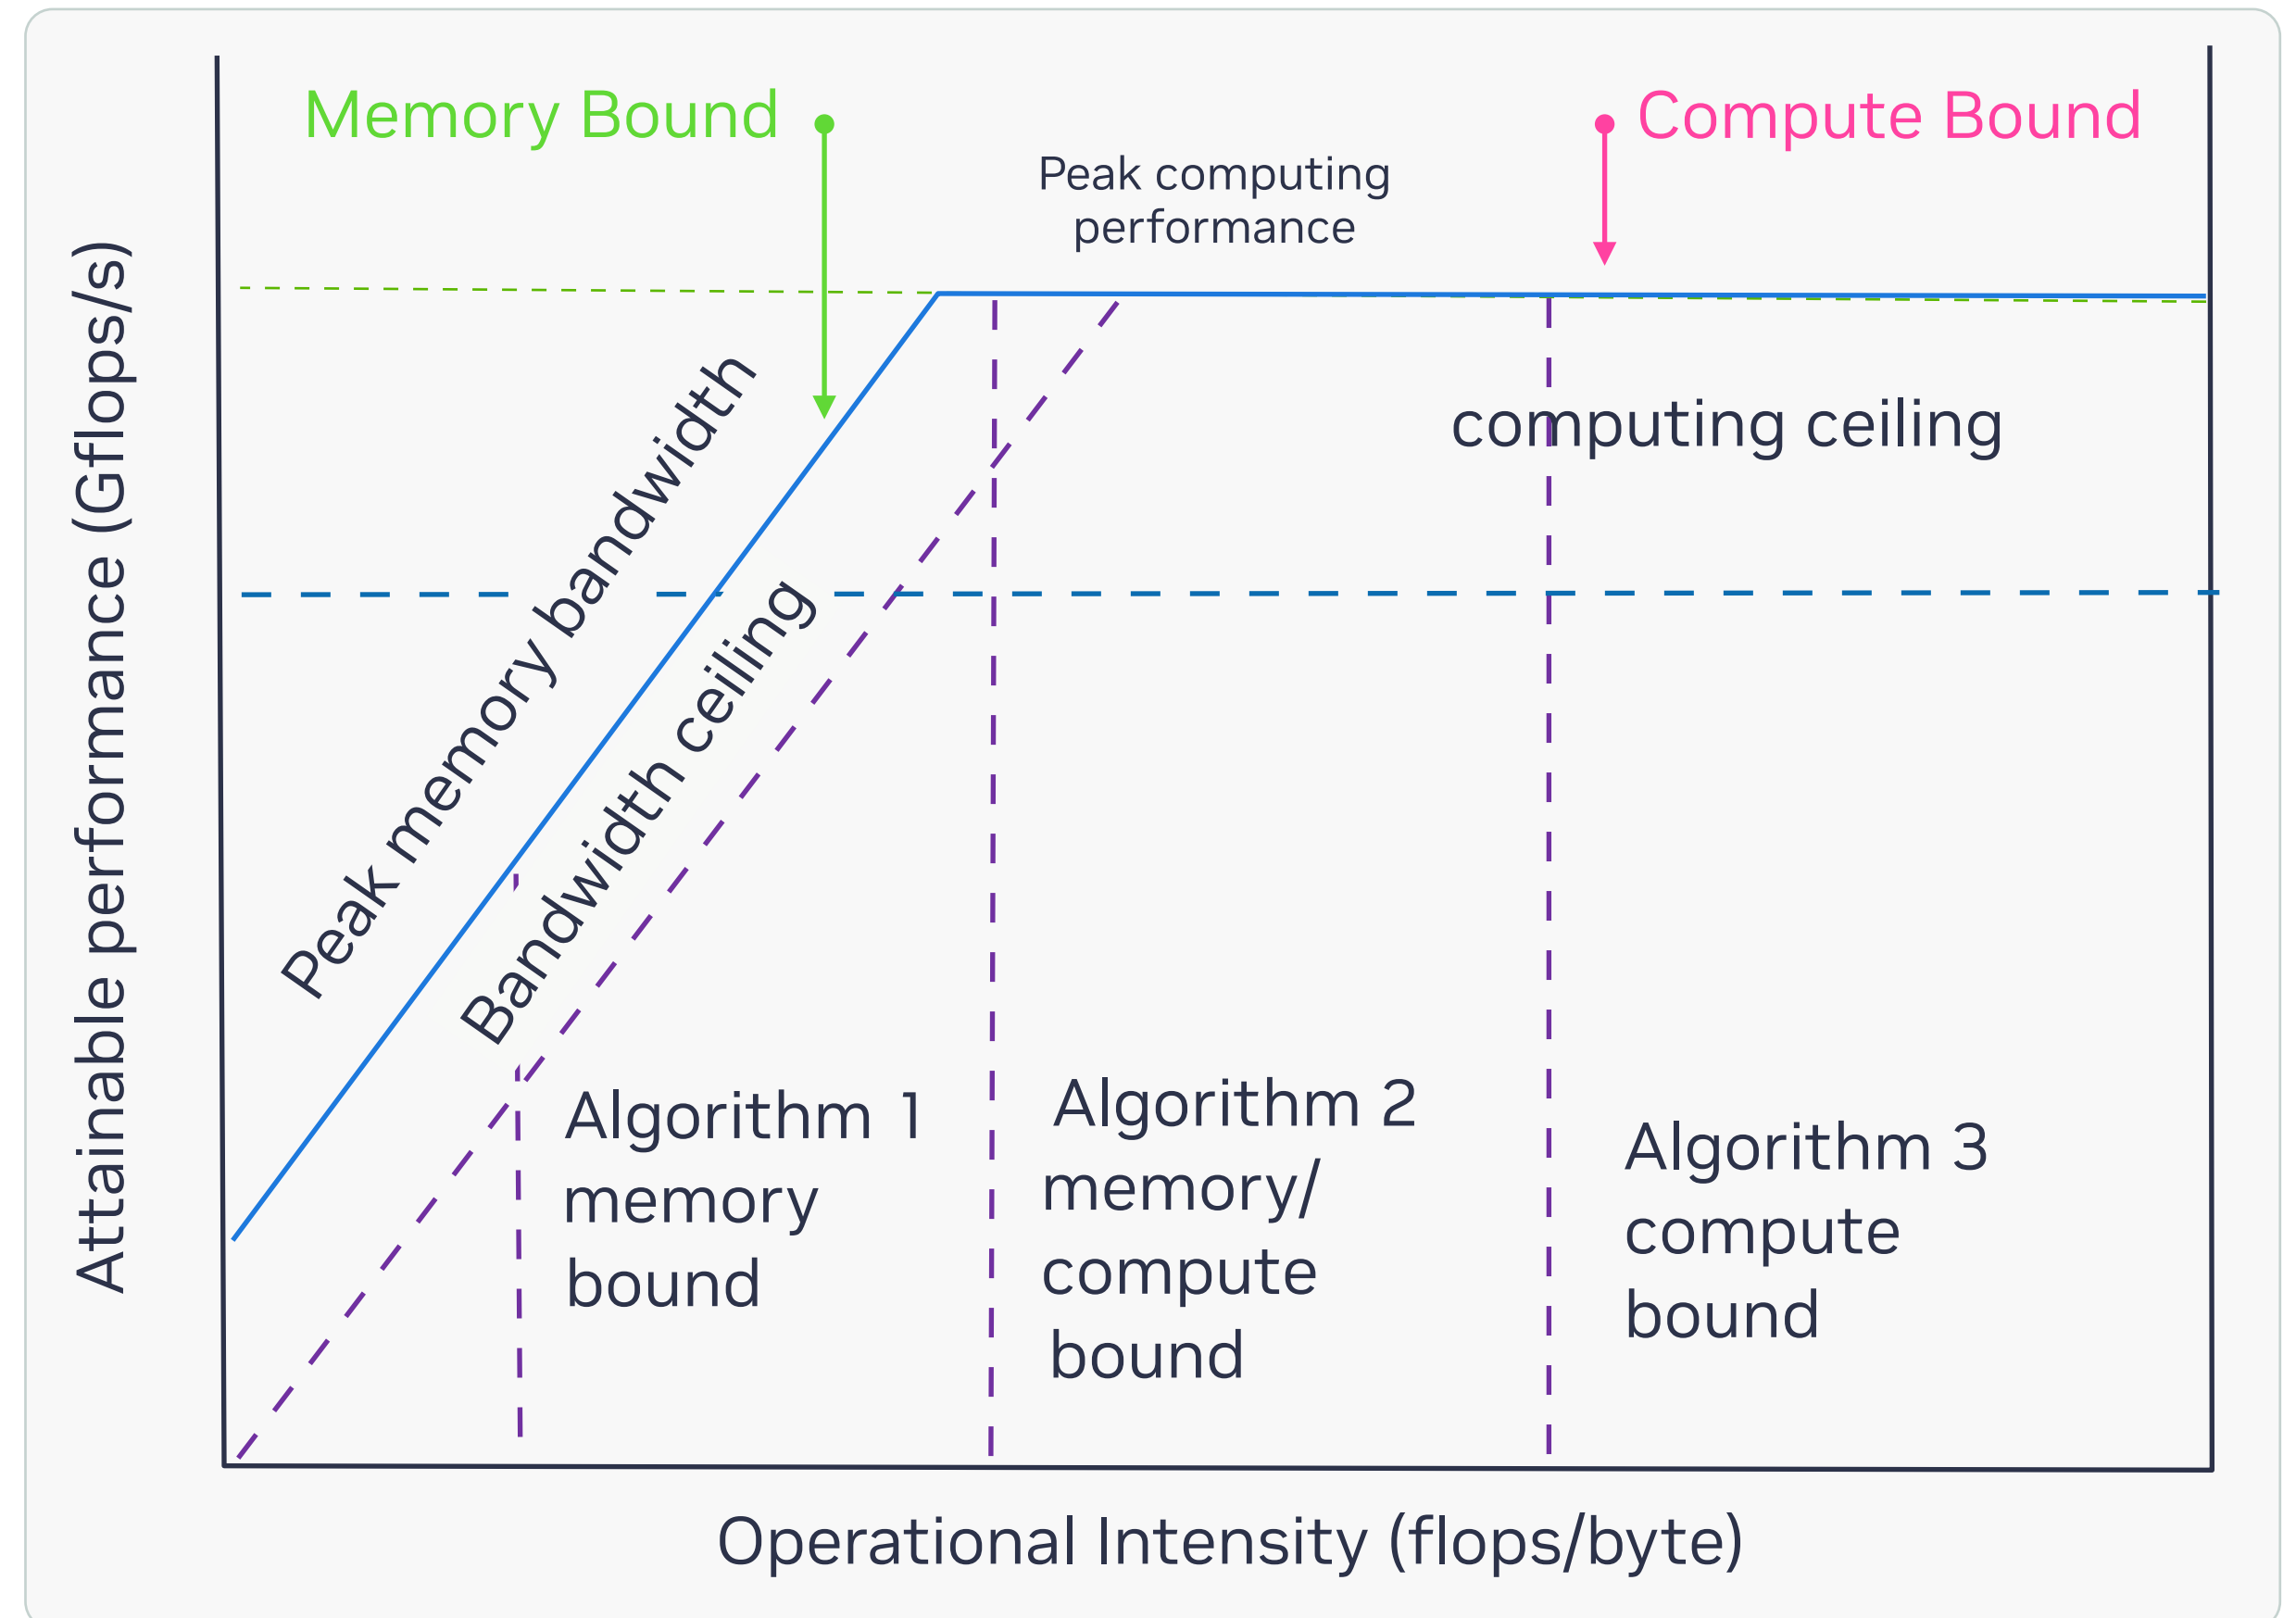 Memory Bound
Compute Bound
Peak computing
performance
Attainable performance (Gflops/s)
Peak memory bandwidth
Bandwidth ceiling
computing ceiling
Algorithm 1
memory
bound
Algorithm 2
memory/
compute
bound
Algorithm 3
compute
bound
Operational Intensity (flops/byte)